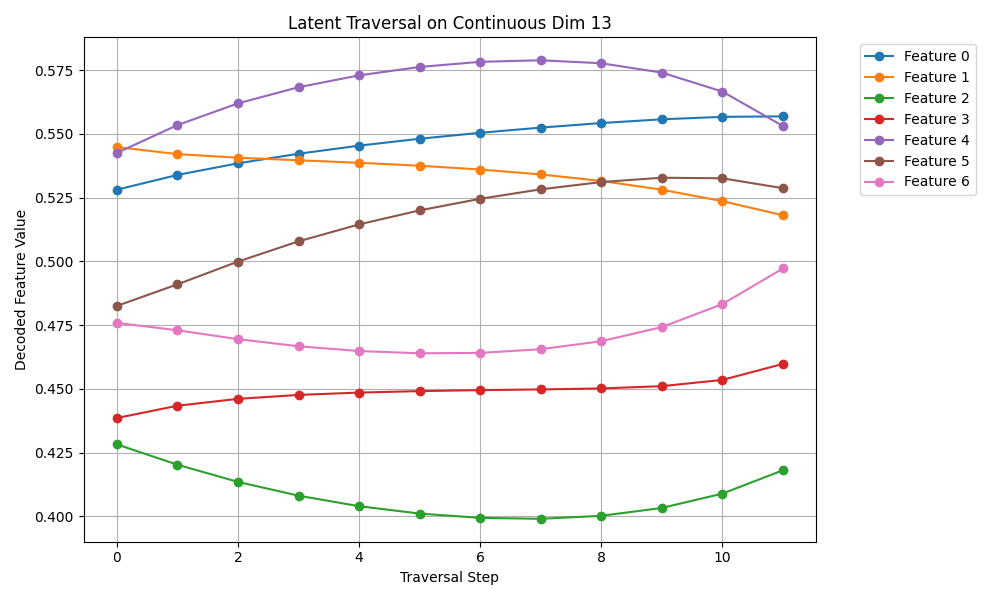 Latent Traversal on Continuous Dim 13
Decoded Feature Value
0.575
0.550
0.525
0.500
0.475
0.450
0.425
0.400
0
2
4
6
8
10
Traversal Step
Feature 0
Feature 1
Feature 2
Feature 3
Feature 4
Feature 5
Feature 6